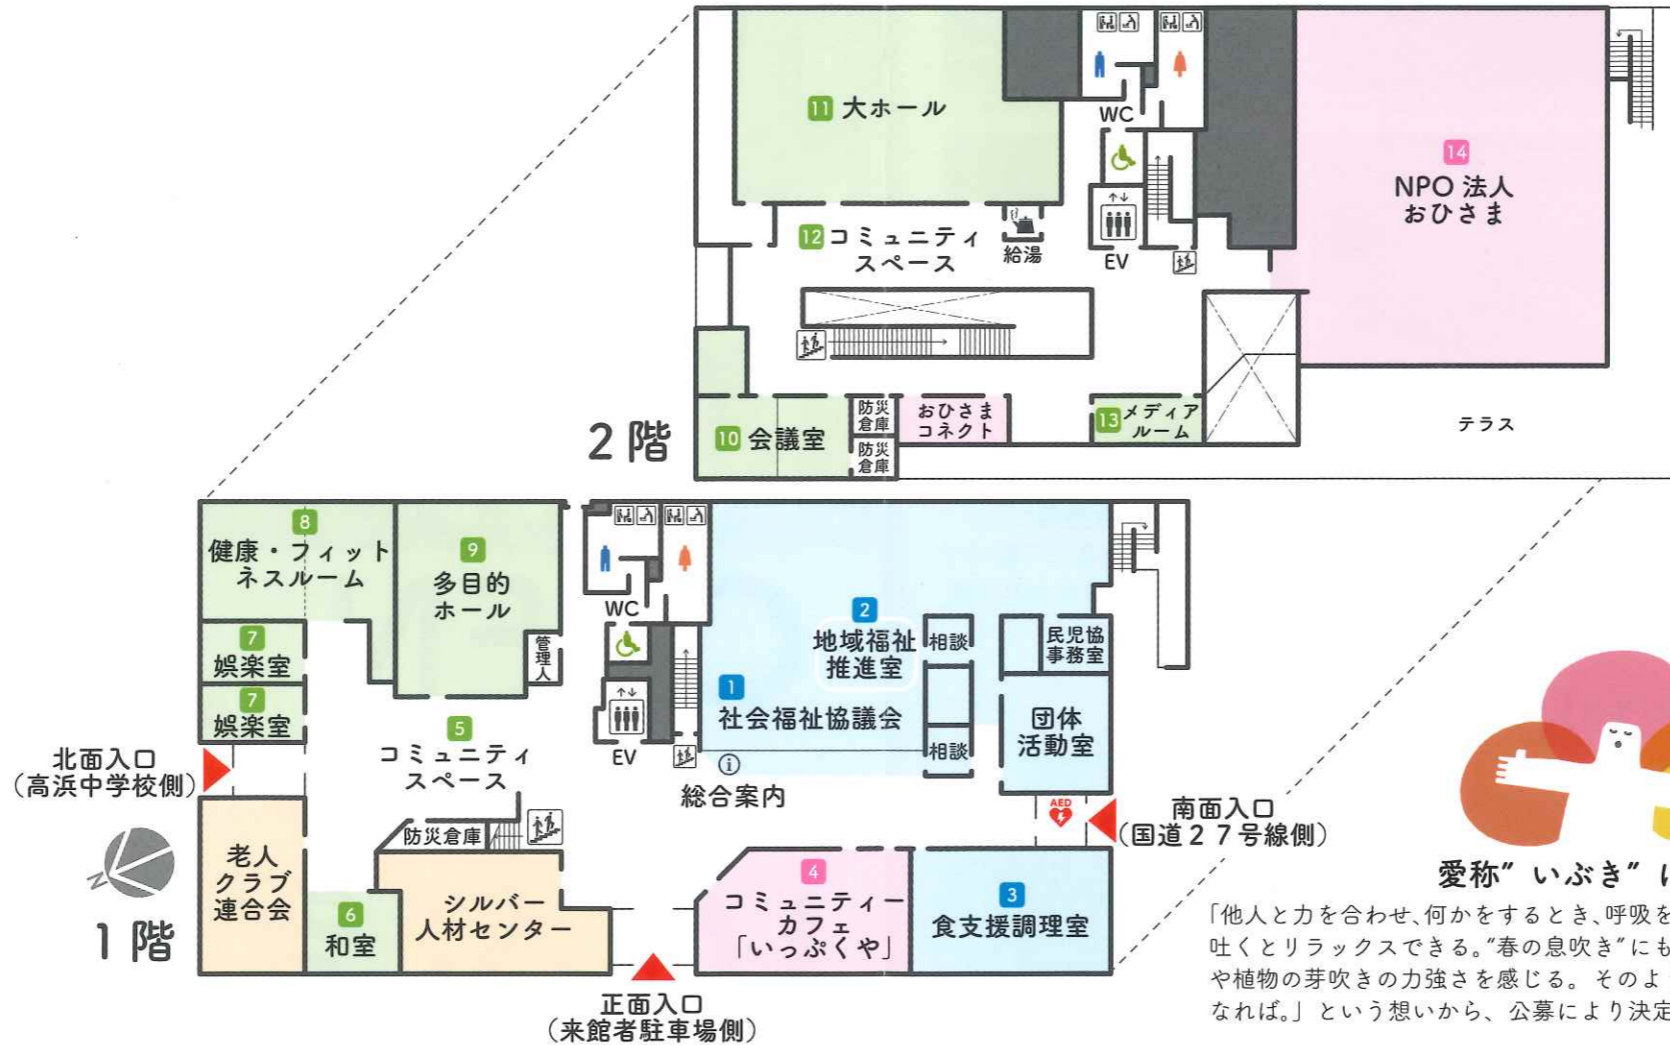 11 大ホール
WC
14
NPO 法人
おひさま
12 コミュニティ
スペース
給湯
EV
2階
10 会議室
防災
倉庫
防災
倉庫
おひさま
コネクト
13 メディア
ルーム
テラス
8
健康・フィット
ネスルーム
9
多目的
ホール
管理人
7
娯楽室
7
娯楽室
WC
EV
2
地域福祉
推進室
相談
民児協
事務室
1
社会福祉協議会
相談
団体
活動室
i
総合案内
5
コミュニティ
スペース
北面入口
(高浜中学校側)
AED
南面入口
(国道27号線側)
防災倉庫
N
1階
老人
クラブ
連合会
6
和室
シルバー
人材センター
4
コミュニティー
カフェ
「いっぷくや」
3
食支援調理室
正面入口
(来館者駐車場側)
愛称”いぶき”
「他人と力を合わせ、何かをするとき、呼吸を
吐くとリラックスできる。“春の息吹き”にも
や植物の芽吹きの力強さを感じる。そのよ
なれば。」という想いから、公募により決定